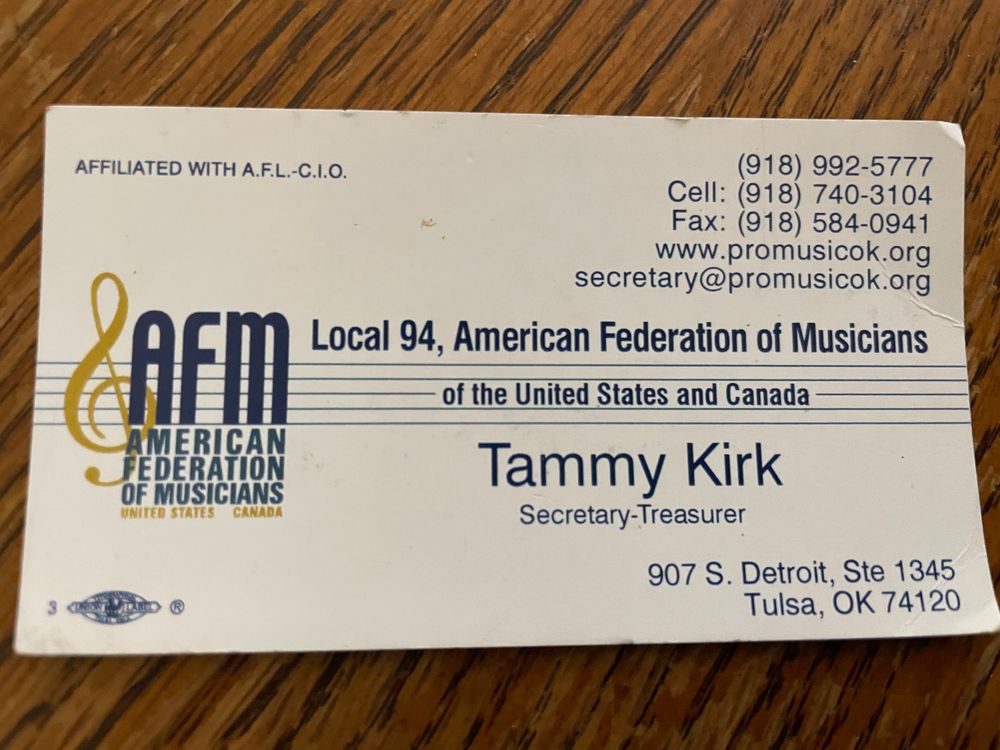 AFFILIATED WITH A.F.L.-C.I.O.
(918) 992-5777
Cell: (918) 740-3104
Fax: (918) 584-0941
www.promusicok.org
secretary@promusicok.org
AFM
AMERICAN
FEDERATION
OF MUSICIANS
UNITED STATES CANADA
Local 94, American Federation of Musicians
of the United States and Canada
Tammy Kirk
Secretary-Treasurer
907 S. Detroit, Ste 1345
Tulsa, OK 74120
3 UNION LABEL ®